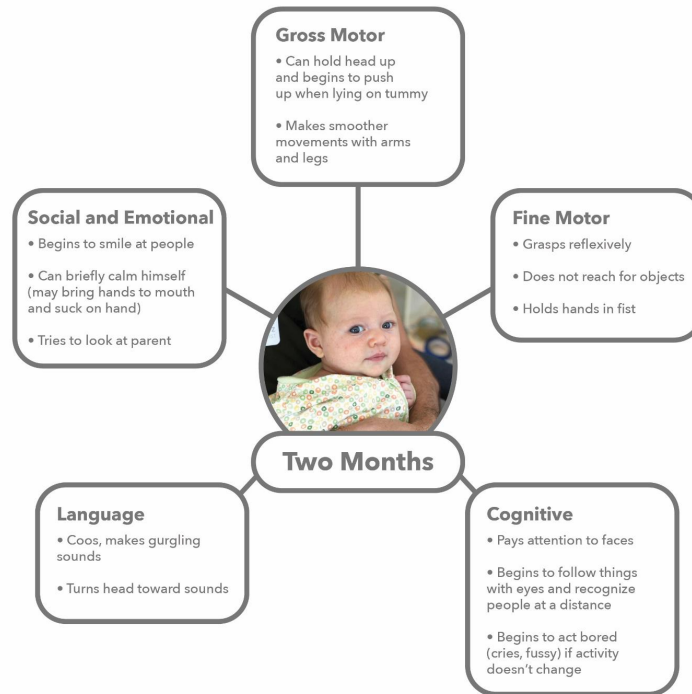 Gross Motor
• Can hold head up
and begins to push
up when lying on tummy
• Makes smoother
movements with arms
and legs
Social and Emotional
• Begins to smile at people
• Can briefly calm himself
(may bring hands to mouth
and suck on hand)
• Tries to look at parent
Fine Motor
• Grasps reflexively
• Does not reach for objects
• Holds hands in fist
Two Months
Language
• Coos, makes gurgling
sounds
• Turns head toward sounds
Cognitive
• Pays attention to faces
• Begins to follow things
with eyes and recognize
people at a distance
• Begins to act bored
(cries, fussy) if activity
doesn't change